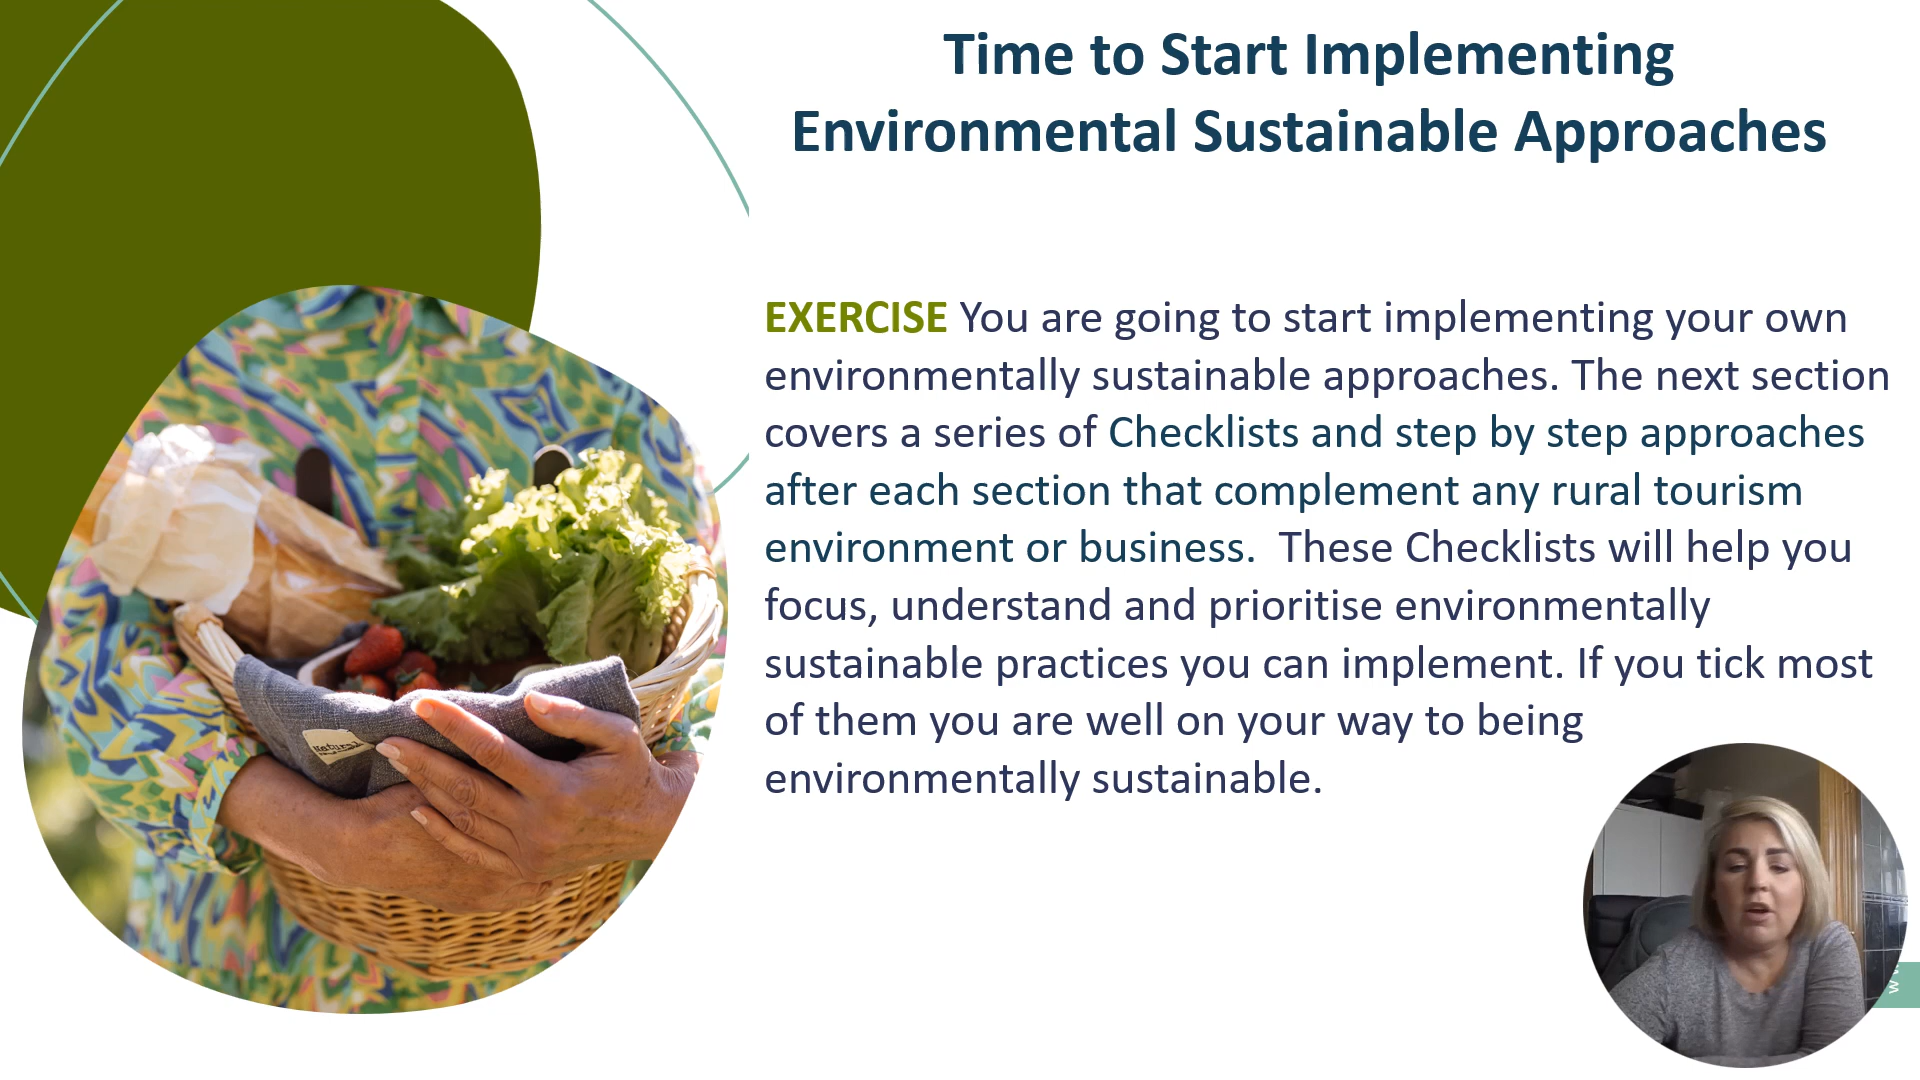 Time to Start Implementing
Environmental Sustainable Approaches
EXERCISE You are going to start implementing your own
environmentally sustainable approaches. The next section
covers a series of Checklists and step by step approaches
after each section that complement any rural tourism
environment or business.  These Checklists will help you
focus, understand and prioritise environmentally
sustainable practices you can implement. If you tick most
of them you are well on your way to being
environmentally sustainable.
Natural